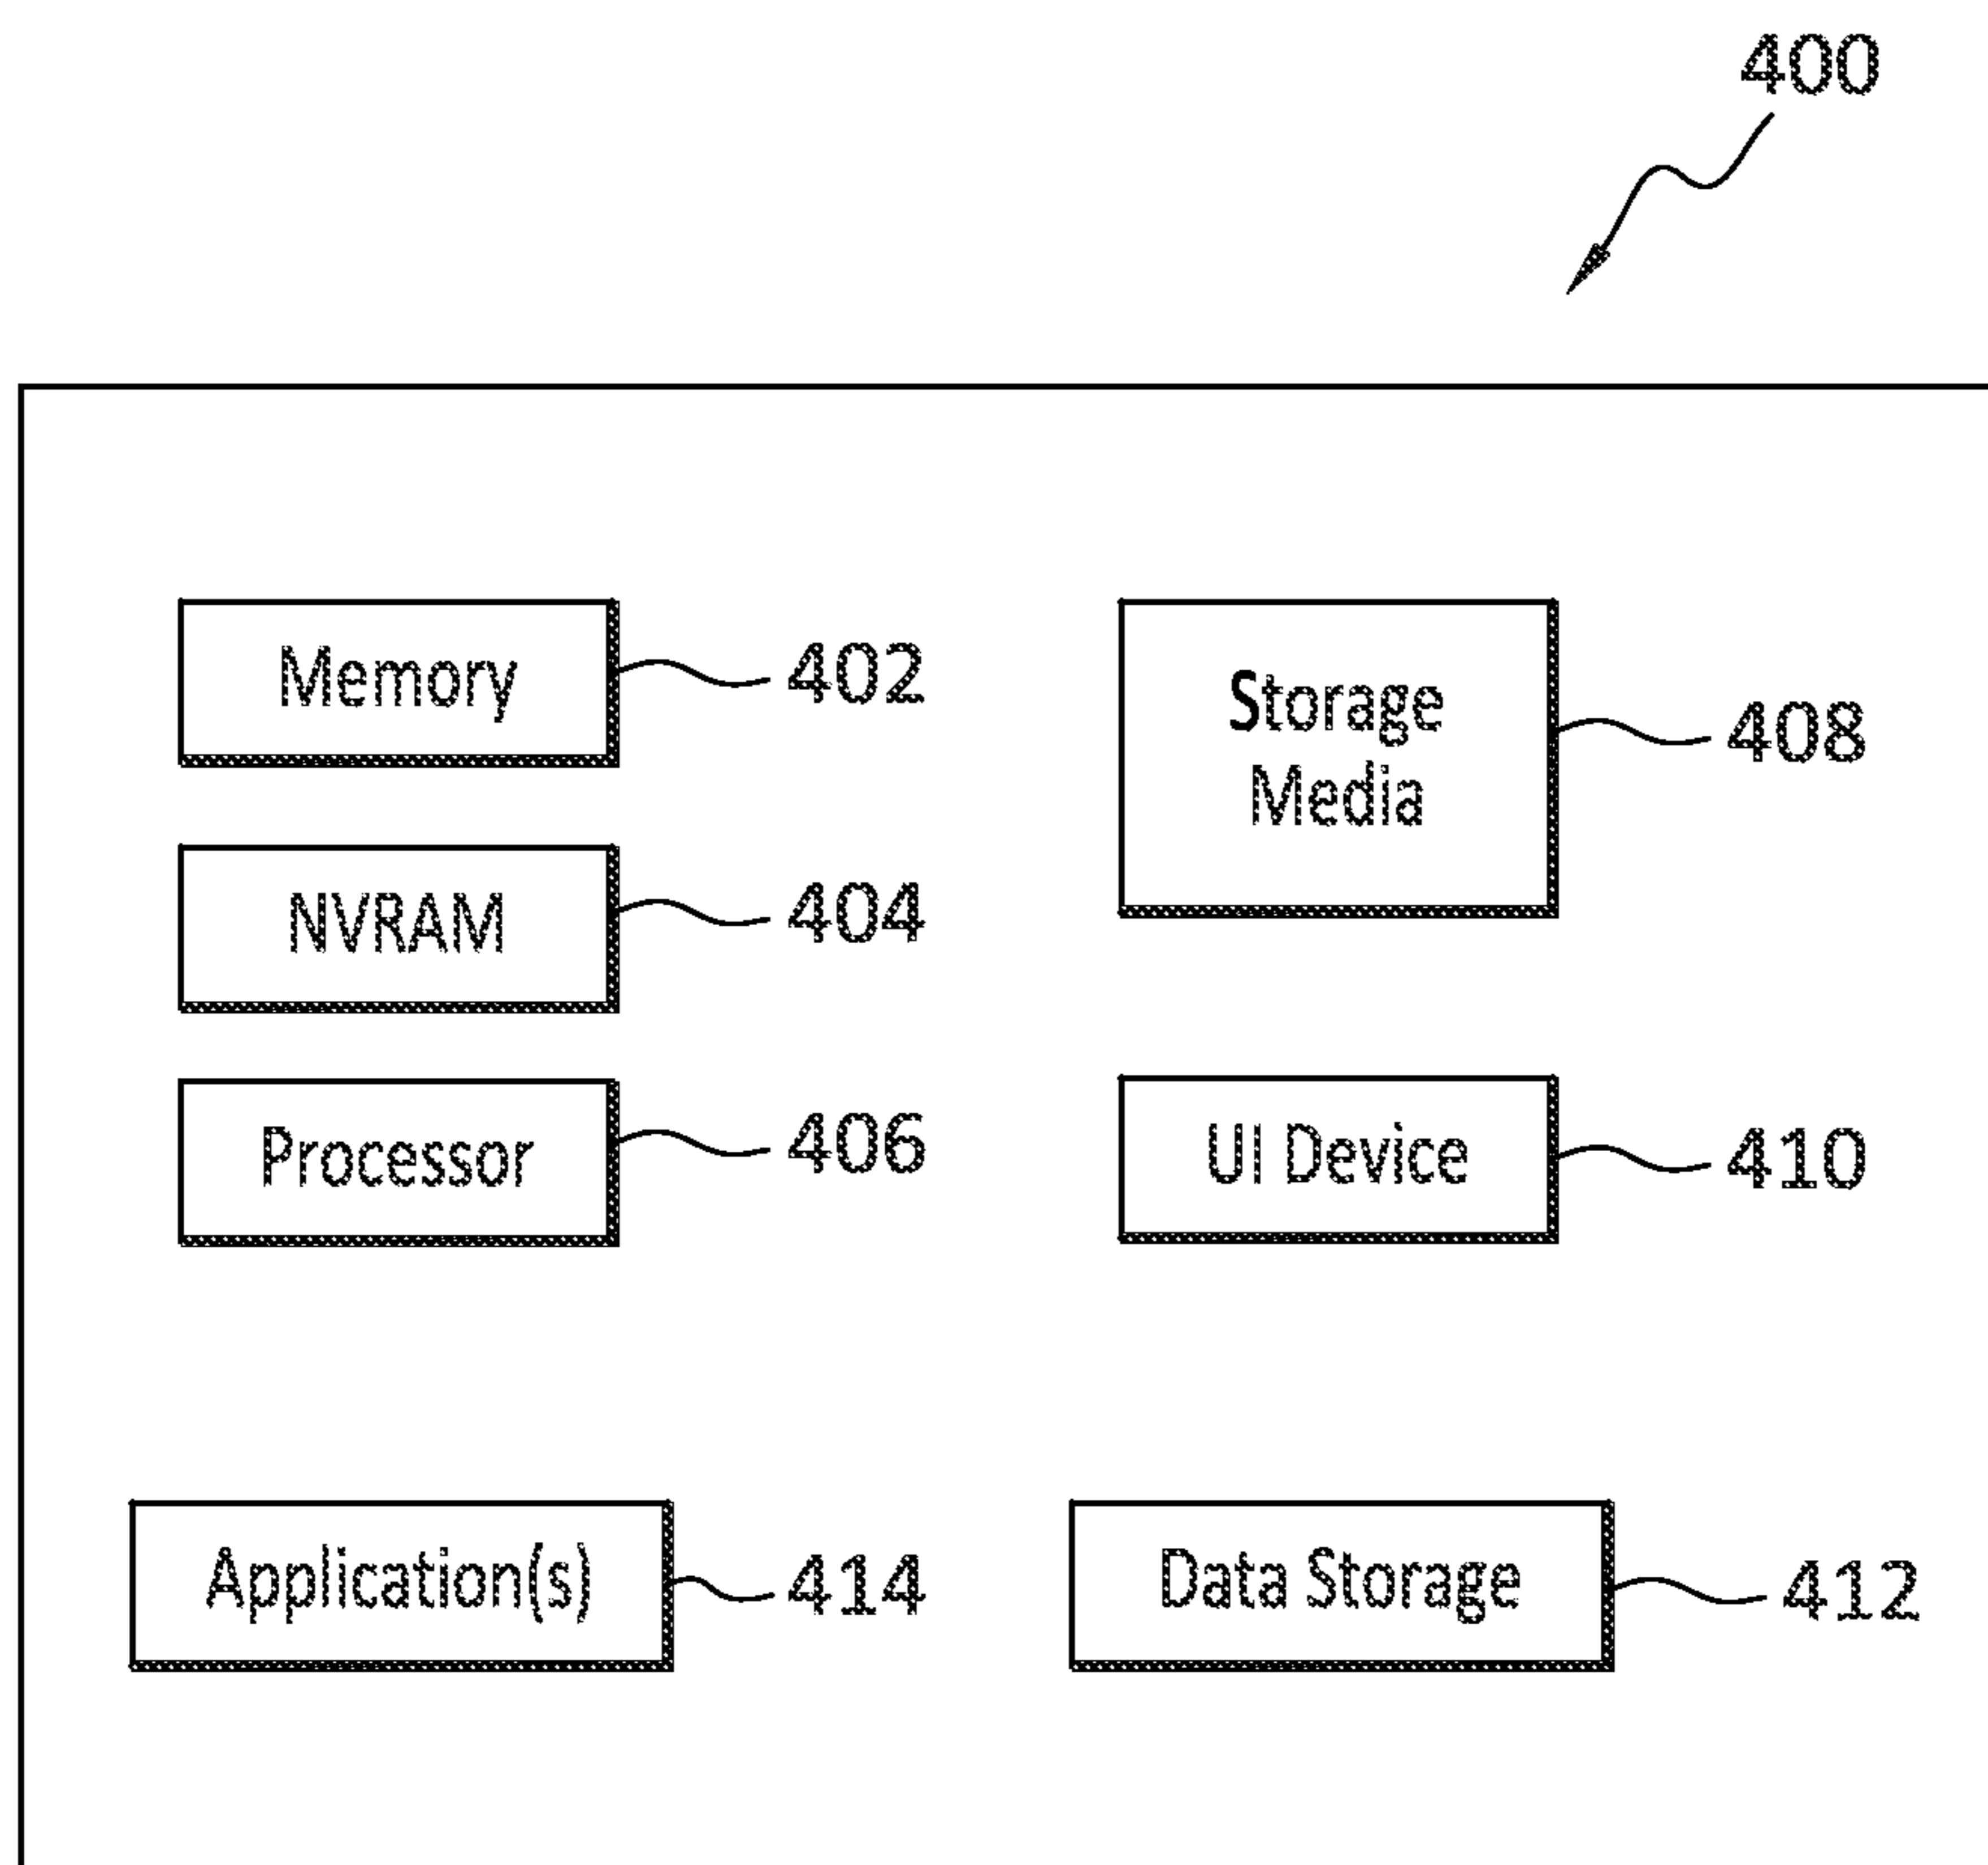 400
Memory
402
Storage
Media
408
NVRAM
404
Processor
406
UI Device
410
Application(s)
414
Data Storage
412